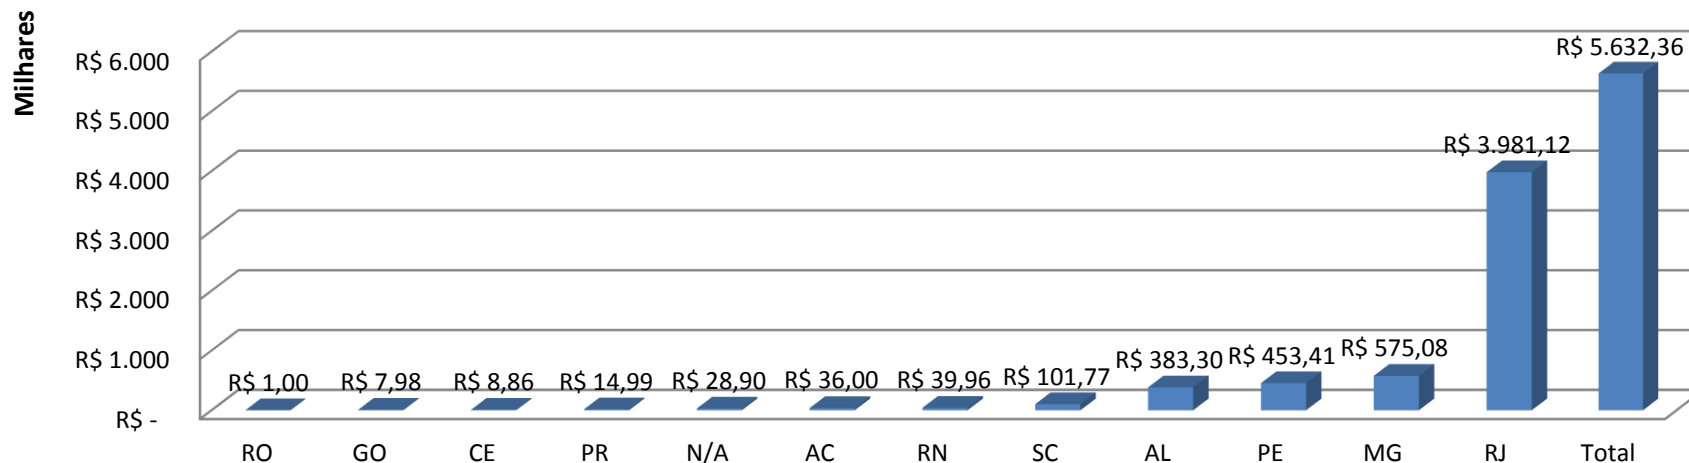 Milhares
R$ 6.000
R$ 5.000
R$ 4.000
R$ 3.000
R$ 2.000
R$ 1.000
R$ -
R$ 1,00 R$ 7,98 R$ 8,86 R$ 14,99 R$ 28,90 R$ 36,00 R$ 39,96 R$ 101,77 R$ 383,30 R$ 453,41 R$ 575,08 R$ 3.981,12 R$ 5.632,36
RO GO CE PR N/A AC RN SC AL PE MG RJ Total